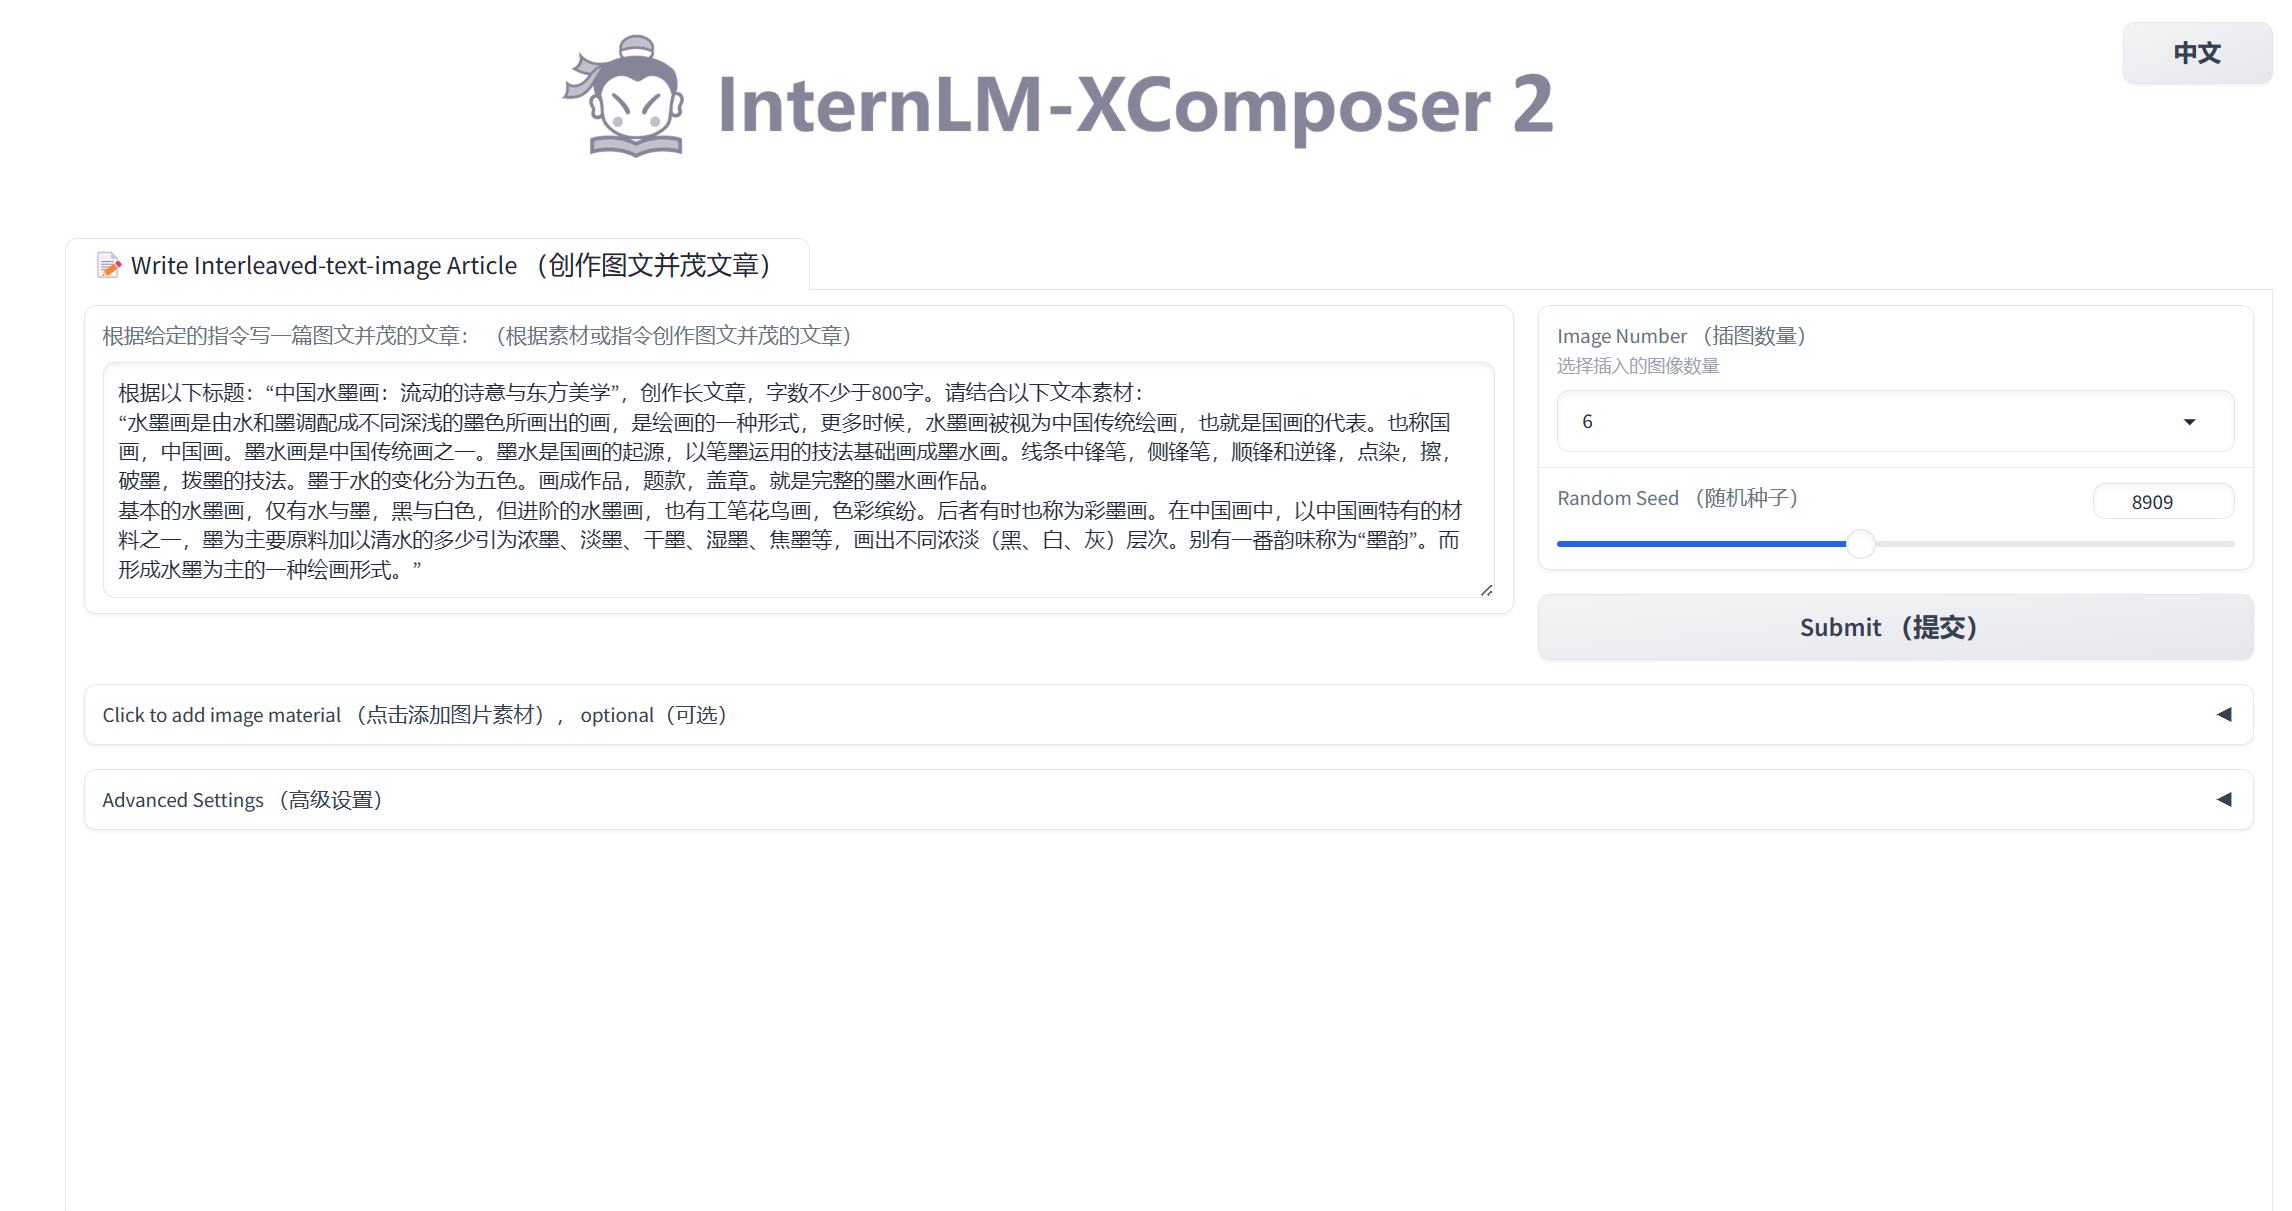 中文
InternLM-XComposer 2
Write Interleaved-text-image Article （创作图文并茂文章）
根据给定的指令写一篇图文并茂的文章： （根据素材或指令创作图文并茂的文章）
根据以下标题：“中国水墨画：流动的诗意与东方美学”，创作长文章，字数不少于800字。请结合以下文本素材：
“水墨画是由水和墨调配成不同深浅的墨色所画出的画，是绘画的一种形式，更多时候，水墨画被视为中国传统绘画，也就是国画的代表。也称国
画，中国画。墨水画是中国传统画之一。墨水是国画的起源，以笔墨运用的技法基础画成墨水画。线条中锋笔，侧锋笔，顺锋和逆锋，点染，擦，
破墨，拨墨的技法。墨于水的变化分为五色。画成作品，题款，盖章。就是完整的墨水画作品。
基本的水墨画，仅有水与墨，黑与白色，但进阶的水墨画，也有工笔花鸟画，色彩缤纷。后者有时也称为彩墨画。在中国画中，以中国画特有的材
料之一，墨为主要原料加以清水的多少引为浓墨、淡墨、干墨、湿墨、焦墨等，画出不同浓淡（黑、白、灰）层次。别有一番韵味称为“墨韵”。而
形成水墨为主的一种绘画形式。”
Image Number （插图数量）
选择插入的图像数量
6
Random Seed （随机种子）
8909
Submit （提交）
Click to add image material （点击添加图片素材）， optional（可选）
Advanced Settings （高级设置）